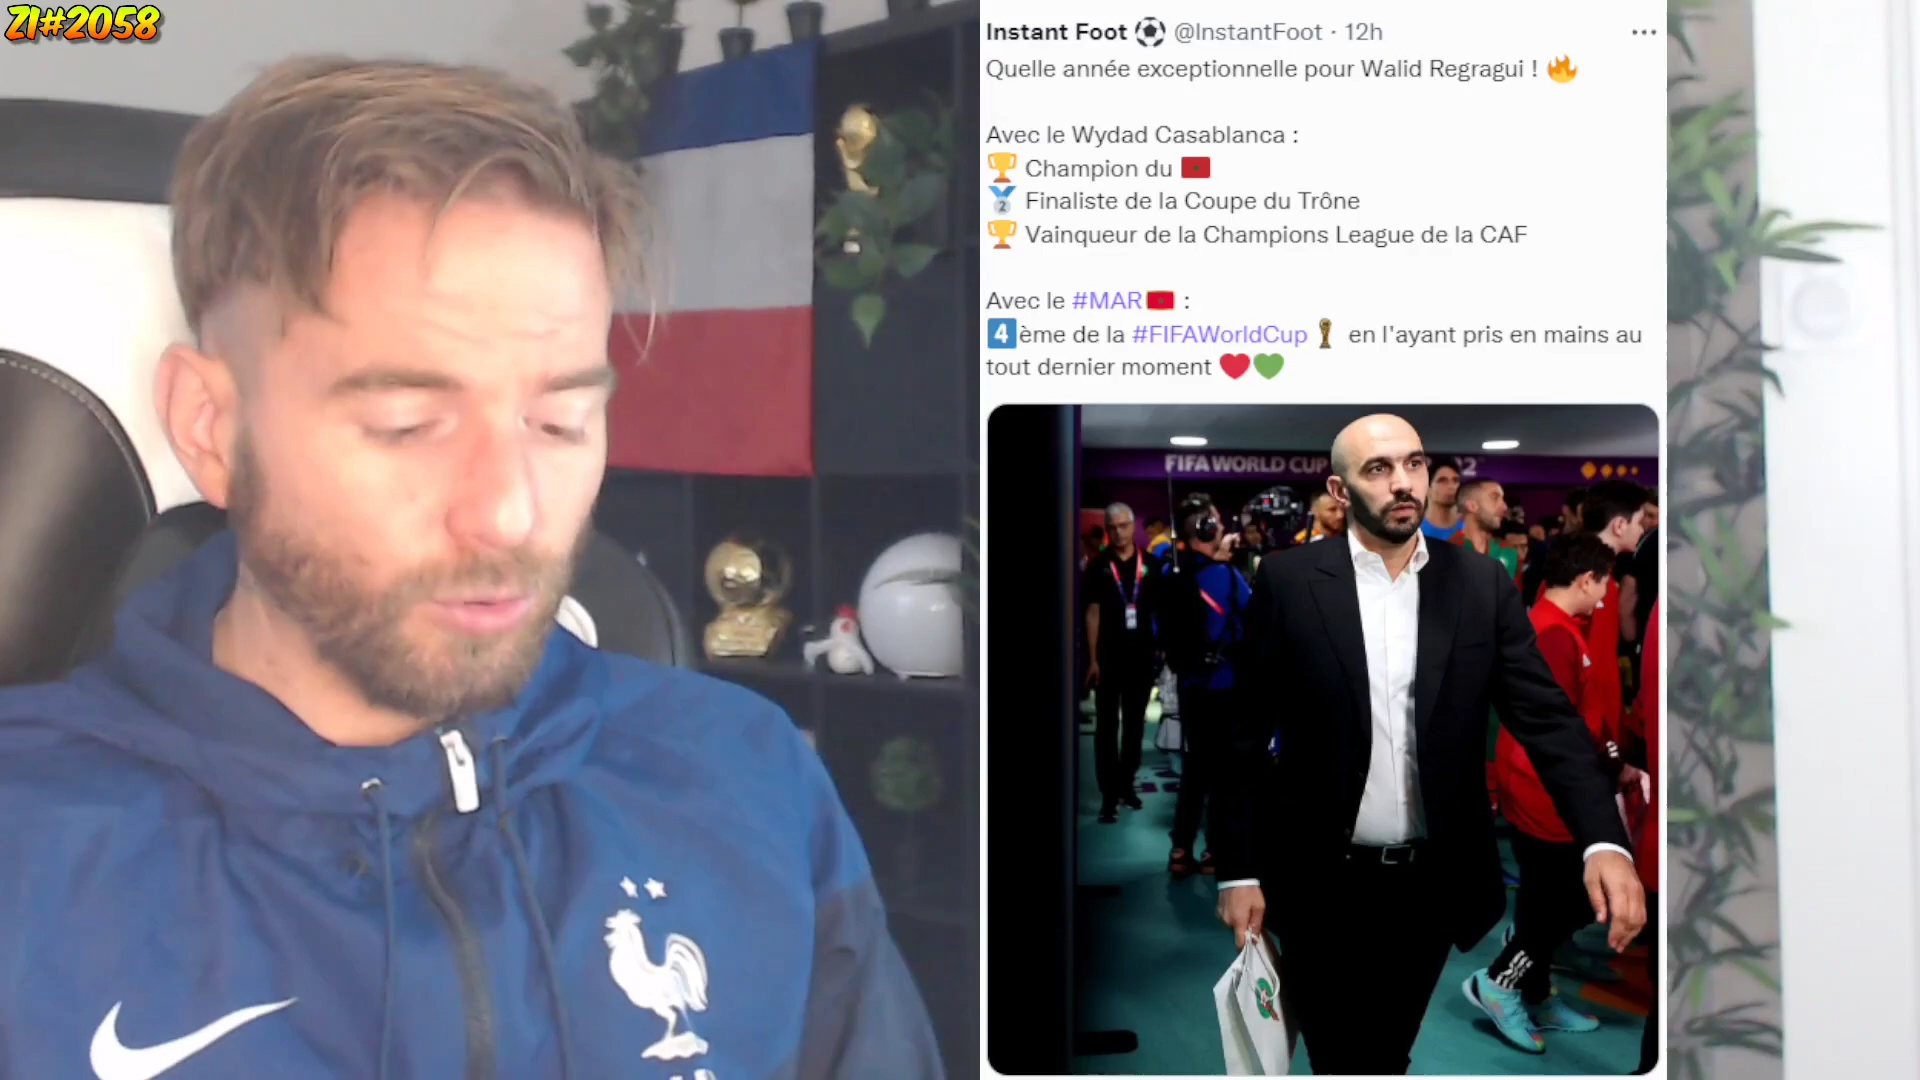 ZI#2058
Instant Foot ⚽ @InstantFoot · 12h
Quelle année exceptionnelle pour Walid Regragui ! 🔥
Avec le Wydad Casablanca :
🏆 Champion du 🇲🇦
🥈 Finaliste de la Coupe du Trône
🏆 Vainqueur de la Champions League de la CAF
Avec le #MAR🇲🇦 :
4️⃣ème de la #FIFAWorldCup en l'ayant pris en mains au
tout dernier moment ❤️💚
FIFA WORLD CUP